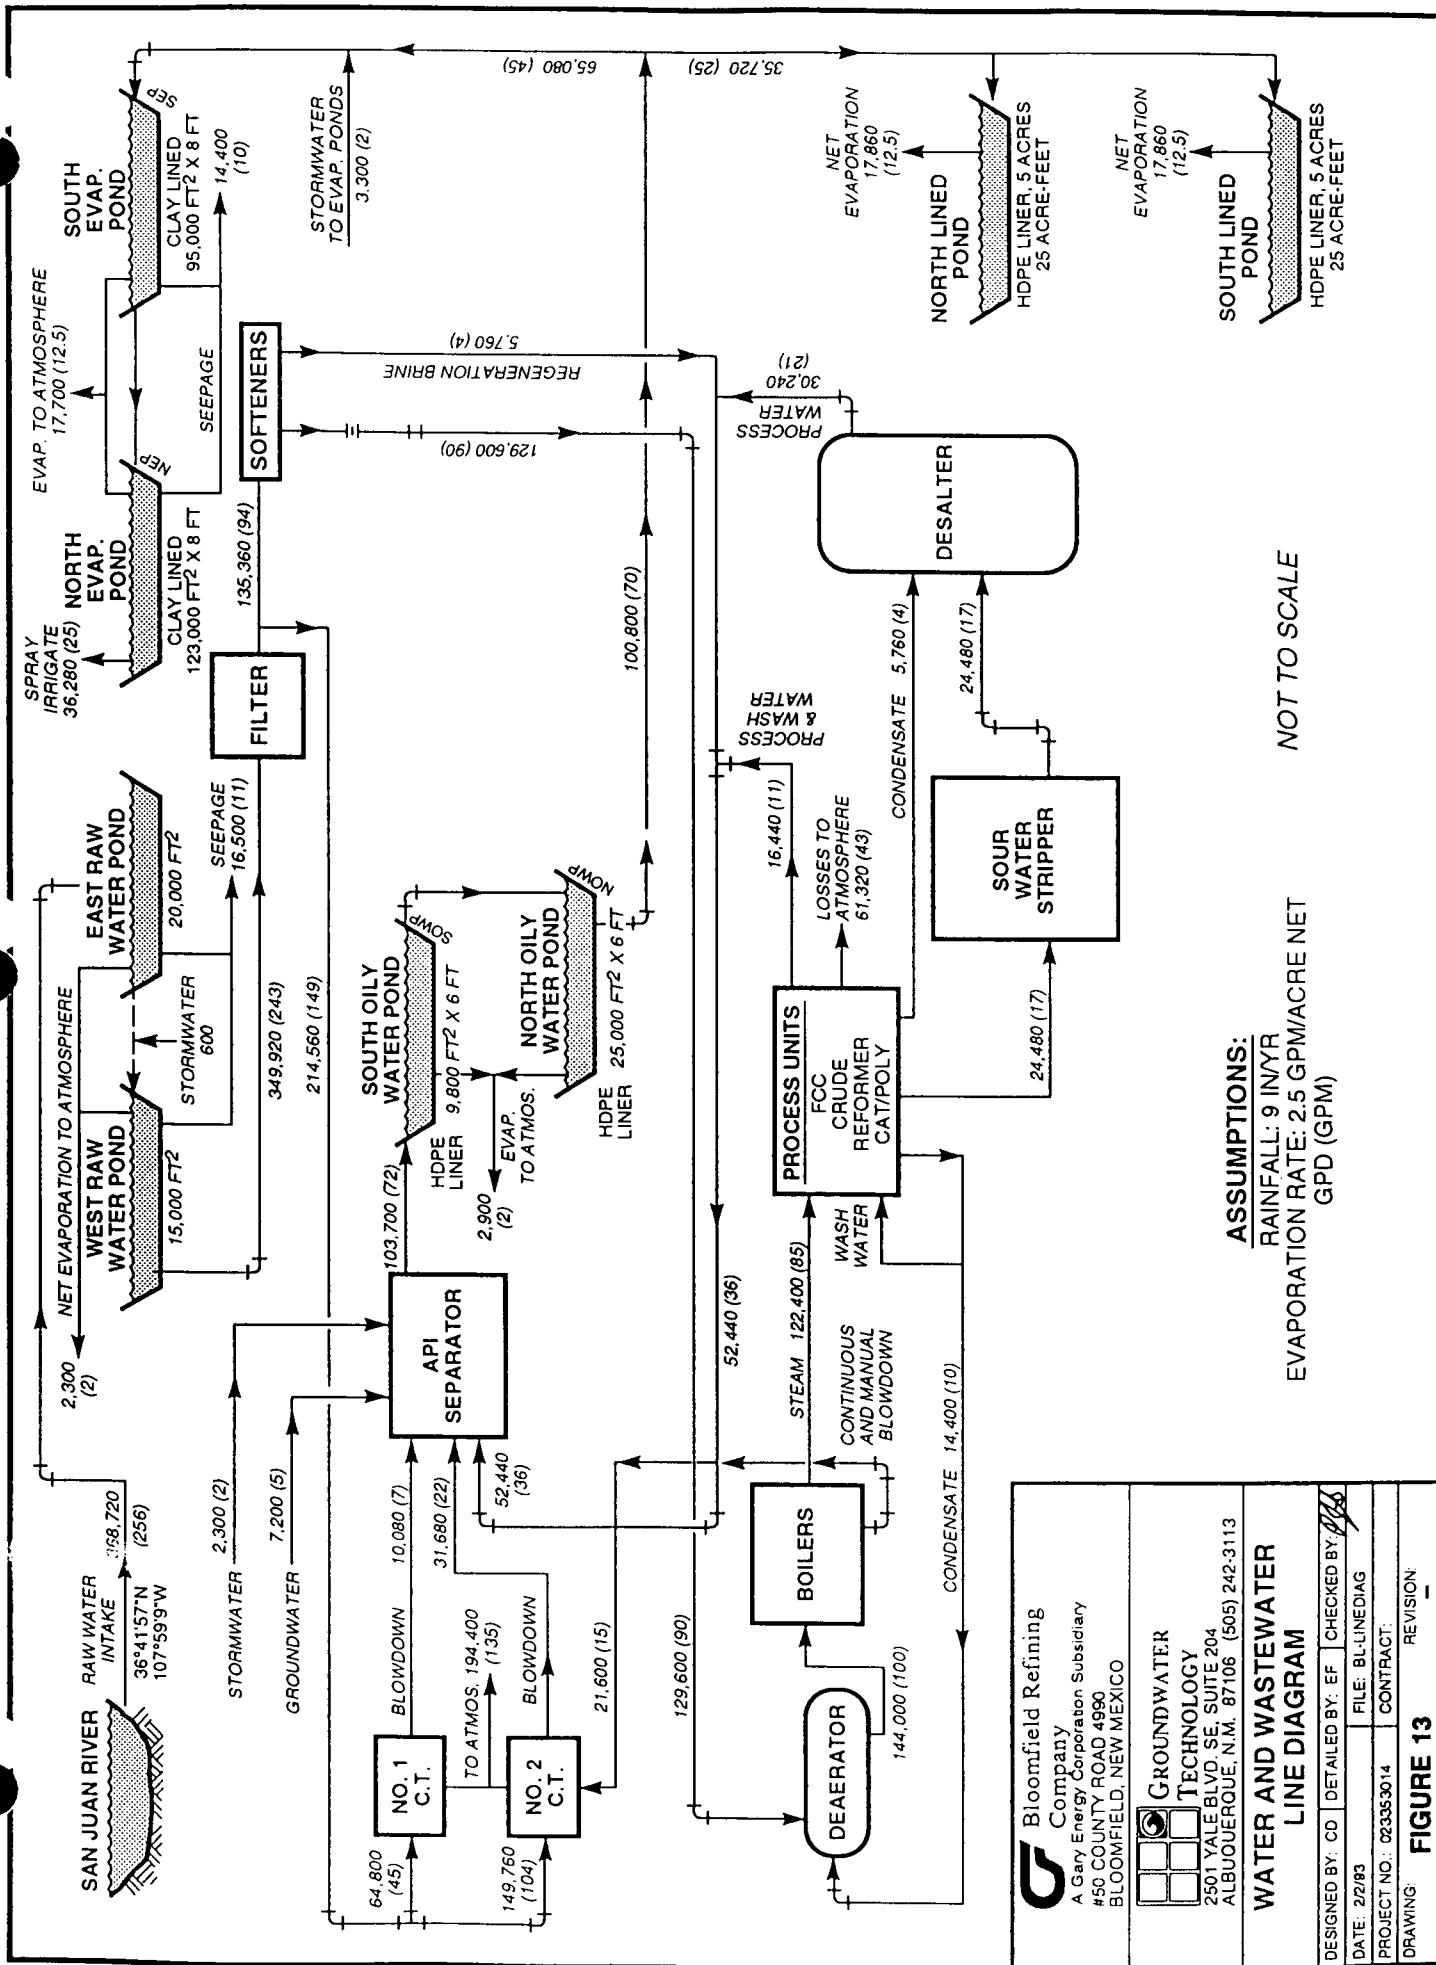 SAN JUAN RIVER
RAW WATER
INTAKE
368,720
(256)
36°41'57"N
107°59'9"W
NET EVAPORATION TO ATMOSPHERE
2,300
(2)
WEST RAW
WATER POND
15,000 FT2
EAST RAW
WATER POND
20,000 FT2
STORMWATER
600
SEEPAGE
16,500 (11)
349,920 (243)
214,560 (149)
FILTER
135,360 (94)
SOFTENERS
SPRAY
IRRIGATE
36,280 (25)
NORTH
EVAP.
POND
CLAY LINED
123,000 FT2 X 8 FT
NEP
EVAP. TO ATMOSPHERE
17,700 (12.5)
SEEPAGE
SOUTH
EVAP.
POND
SEP
CLAY LINED
95,000 FT2 X 8 FT
14,400
(10)
STORMWATER
TO EVAP. PONDS
3,300 (2)
65,080 (45)
35,720 (25)
STORMWATER
2,300 (2)
GROUNDWATER
7,200 (5)
BLOWDOWN
10,080 (7)
31,680 (22)
52,440
(36)
API
SEPARATOR
103,700 (72)
SOUTH OILY
WATER POND
SOWP
HDPE
LINER
9,800 FT2 X 6 FT
2,900
(2)
EVAP.
TO ATMOS.
NORTH OILY
WATER POND
NOWP
HDPE
LINER
25,000 FT2 X 6 FT
100,800 (70)
129,600 (90)
REGENERATION BRINE
5,760 (4)
NO. 1
C.T.
NO. 2
C.T.
64,800
(45)
149,760
(104)
TO ATMOS. 194,400
(135)
BLOWDOWN
21,600 (15)
129,600 (90)
52,440 (36)
DEAERATOR
144,000 (100)
BOILERS
CONTINUOUS
AND MANUAL
BLOWDOWN
STEAM 122,400 (85)
WASH
WATER
CONDENSATE 14,400 (10)
PROCESS UNITS
FCC
CRUDE
REFORMER
CAT/POLY
16,440 (11)
LOSSES TO
ATMOSPHERE
61,320 (43)
PROCESS
& WASH
WATER
CONDENSATE 5,760 (4)
24,480 (17)
SOUR
WATER
STRIPPER
24,480 (17)
DESALTER
PROCESS
WATER
30,240
(21)
NET
EVAPORATION
17,860
(12.5)
NORTH LINED
POND
HDPE LINER, 5 ACRES
25 ACRE-FEET
NET
EVAPORATION
17,860
(12.5)
SOUTH LINED
POND
HDPE LINER, 5 ACRES
25 ACRE-FEET
NOT TO SCALE
ASSUMPTIONS:
RAINFALL: 9 IN/YR
EVAPORATION RATE: 2.5 GPM/ACRE NET
GPD (GPM)
Bloomfield Refining
Company
A Gary Energy Corporation Subsidiary
#50 COUNTY ROAD 4990
BLOOMFIELD, NEW MEXICO
GROUNDWATER
TECHNOLOGY
2501 YALE BLVD. SE, SUITE 204
ALBUQUERQUE, N.M. 87106 (505) 242-3113
WATER AND WASTEWATER
LINE DIAGRAM
DESIGNED BY: CD
DETAILED BY: EF
CHECKED BY:
DATE: 2/2/93
FILE: BL-LINEDIAG
PROJECT NO.: 023353014
CONTRACT:
DRAWING:
FIGURE 13
REVISION:
–